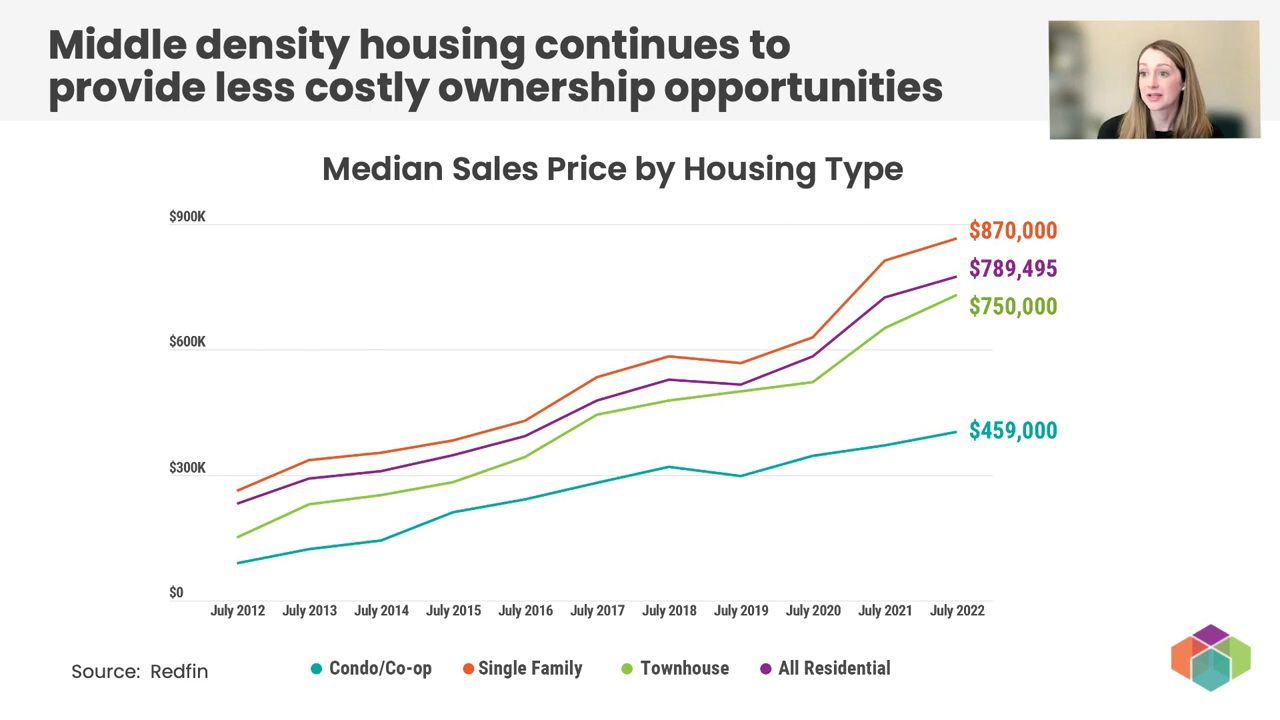 Middle density housing continues to
provide less costly ownership opportunities
Median Sales Price by Housing Type
$900K
$870,000
$789,495
$750,000
$600K
$459,000
$300K
$0
July 2012 July 2013 July 2014 July 2015 July 2016 July 2017 July 2018 July 2019 July 2020 July 2021 July 2022
Source: Redfin
Condo/Co-op Single Family Townhouse All Residential